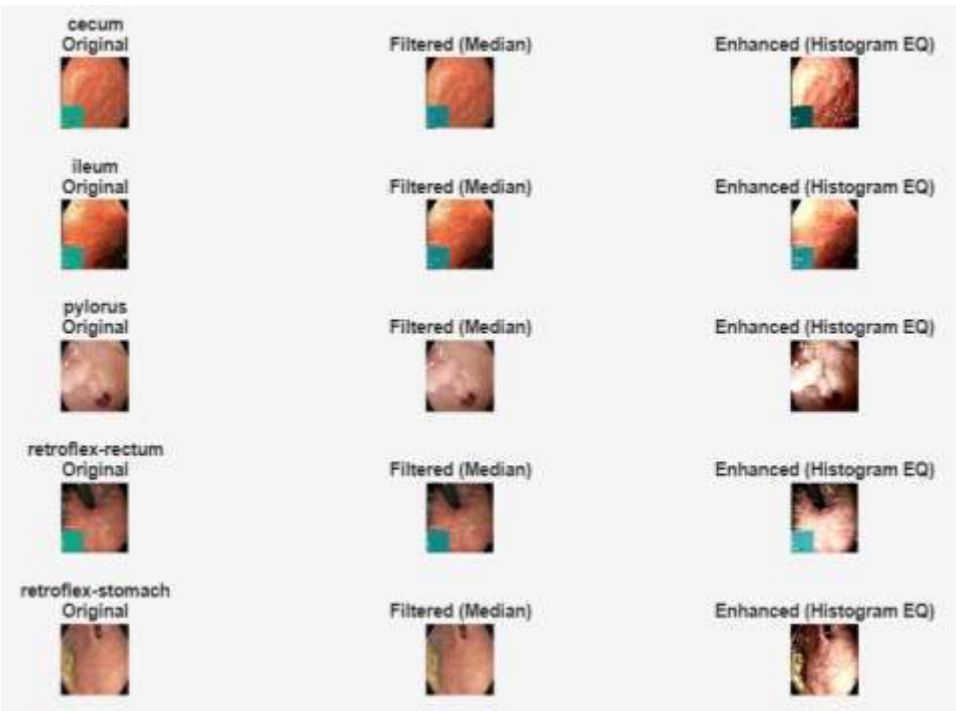 cecum
Original
Filtered (Median)
Enhanced (Histogram EQ)
ileum
Original
Filtered (Median)
Enhanced (Histogram EQ)
pylorus
Original
Filtered (Median)
Enhanced (Histogram EQ)
retroflex-rectum
Original
Filtered (Median)
Enhanced (Histogram EQ)
retroflex-stomach
Original
Filtered (Median)
Enhanced (Histogram EQ)